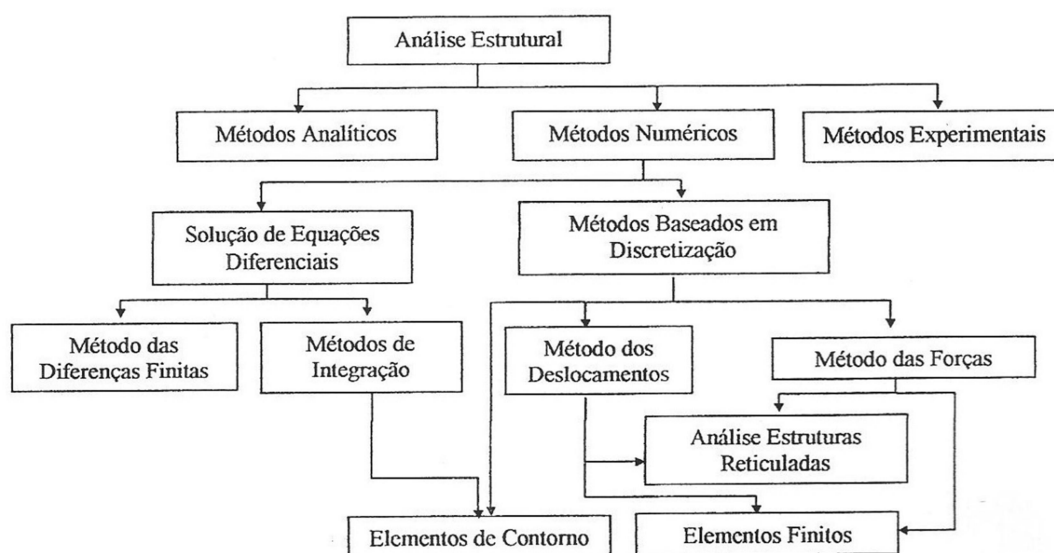 Análise Estrutural
Métodos Analíticos
Métodos Numéricos
Métodos Experimentais
Solução de Equações
Diferenciais
Métodos Baseados em
Discretização
Método das
Diferenças Finitas
Métodos de
Integração
Método dos
Deslocamentos
Método das Forças
Análise Estruturas
Reticuladas
Elementos de Contorno
Elementos Finitos